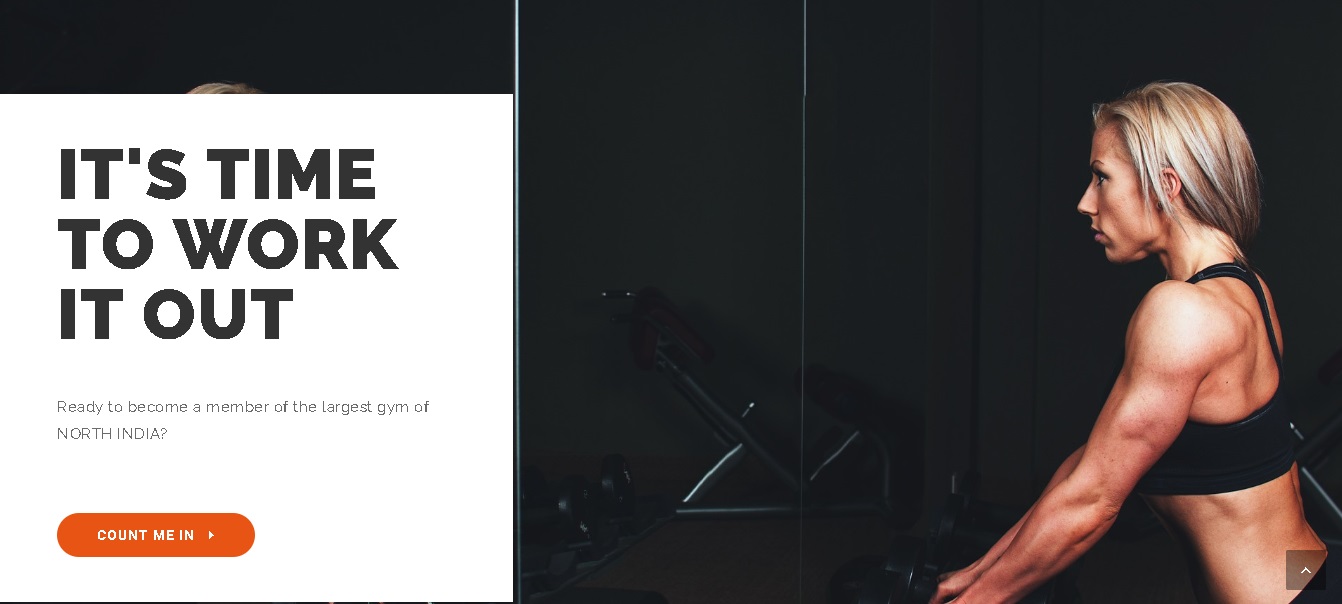 IT'S TIME
TO WORK
IT OUT
Ready to become a member of the largest gym of
NORTH INDIA?
COUNT ME IN